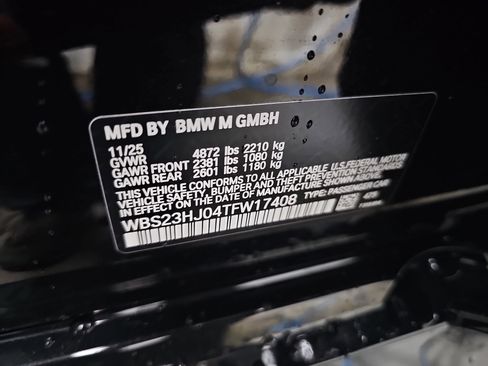 MFD BY BMW M GMBH
11/25
GVWR 4872 lbs 2210 kg
GAWR FRONT 2381 lbs 1080 kg
GAWR REAR 2601 lbs 1180 kg
THIS VEHICLE CONFORMS TO ALL APPLICABLE U.S. FEDERAL MOTOR
VEHICLE SAFETY, BUMPER AND THEFT PREVENTION STANDARDS
IN EFFECT ON THE DATE OF MANUFACTURE SHOWN ABOVE.
WBS23HJ04TFW17408 TYPE: PASSENGER CAR